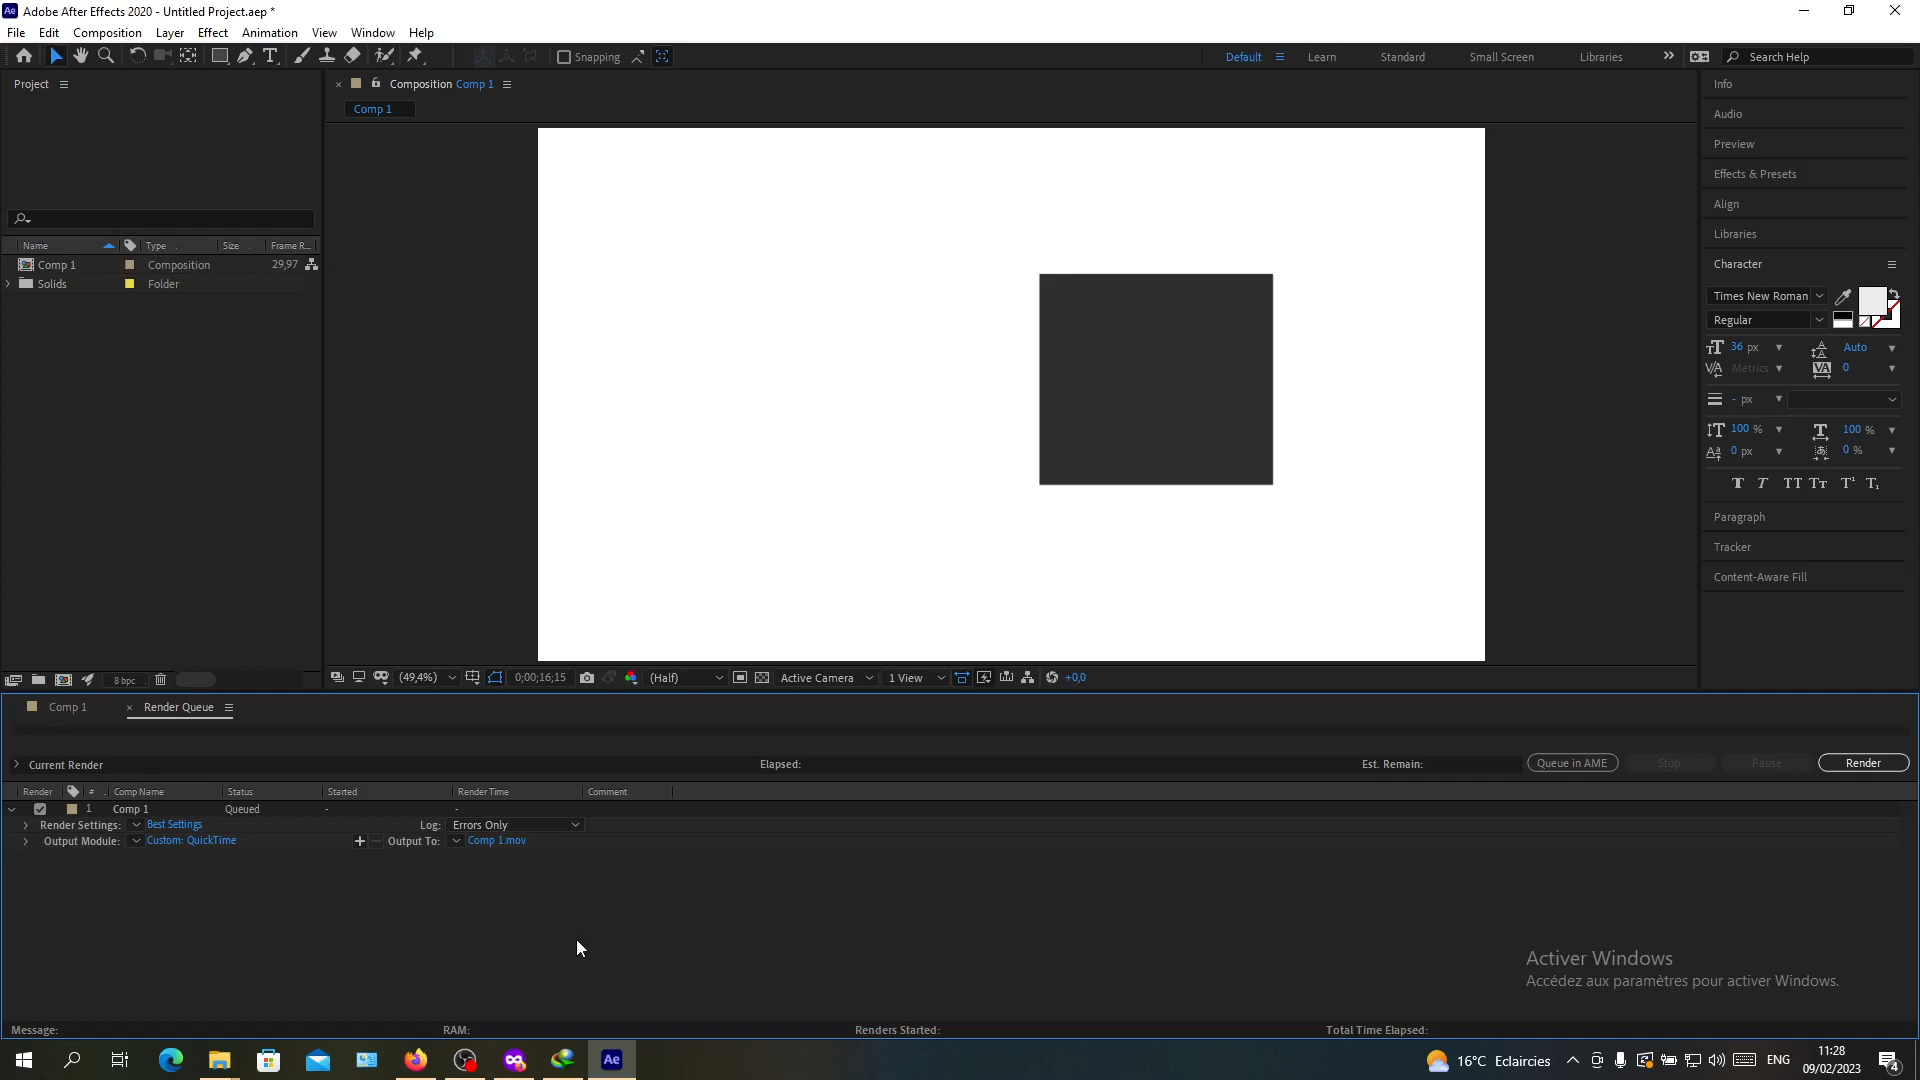 Adobe After Effects 2020 - Untitled Project.aep *
File Edit Composition Layer Effect Animation View Window Help
Snapping Default Learn Standard Small Screen Libraries Search Help
Project
Composition Comp 1
Comp 1
Name Type Size Frame R...
Comp 1 Composition 29,97
Solids Folder
8 bpc
(49,4%) 0;00;16;15 (Half) Active Camera 1 View +0,0
Info
Audio
Preview
Effects & Presets
Align
Libraries
Character
Times New Roman
Regular
36 px Auto
Metrics 0
- px
100 % 100 %
0 px 0 %
Paragraph
Tracker
Content-Aware Fill
Comp 1 Render Queue
Current Render Elapsed: Est. Remain: Queue in AME Stop Pause Render
Render # Comp Name Status Started Render Time Comment
1 Comp 1 Queued - -
Render Settings: Best Settings Log: Errors Only
Output Module: Custom: QuickTime Output To: Comp 1.mov
Activer Windows
Accédez aux paramètres pour activer Windows.
Message: RAM: Renders Started: Total Time Elapsed:
Ae 16°C Eclaircies ENG 11:28
09/02/2023 4